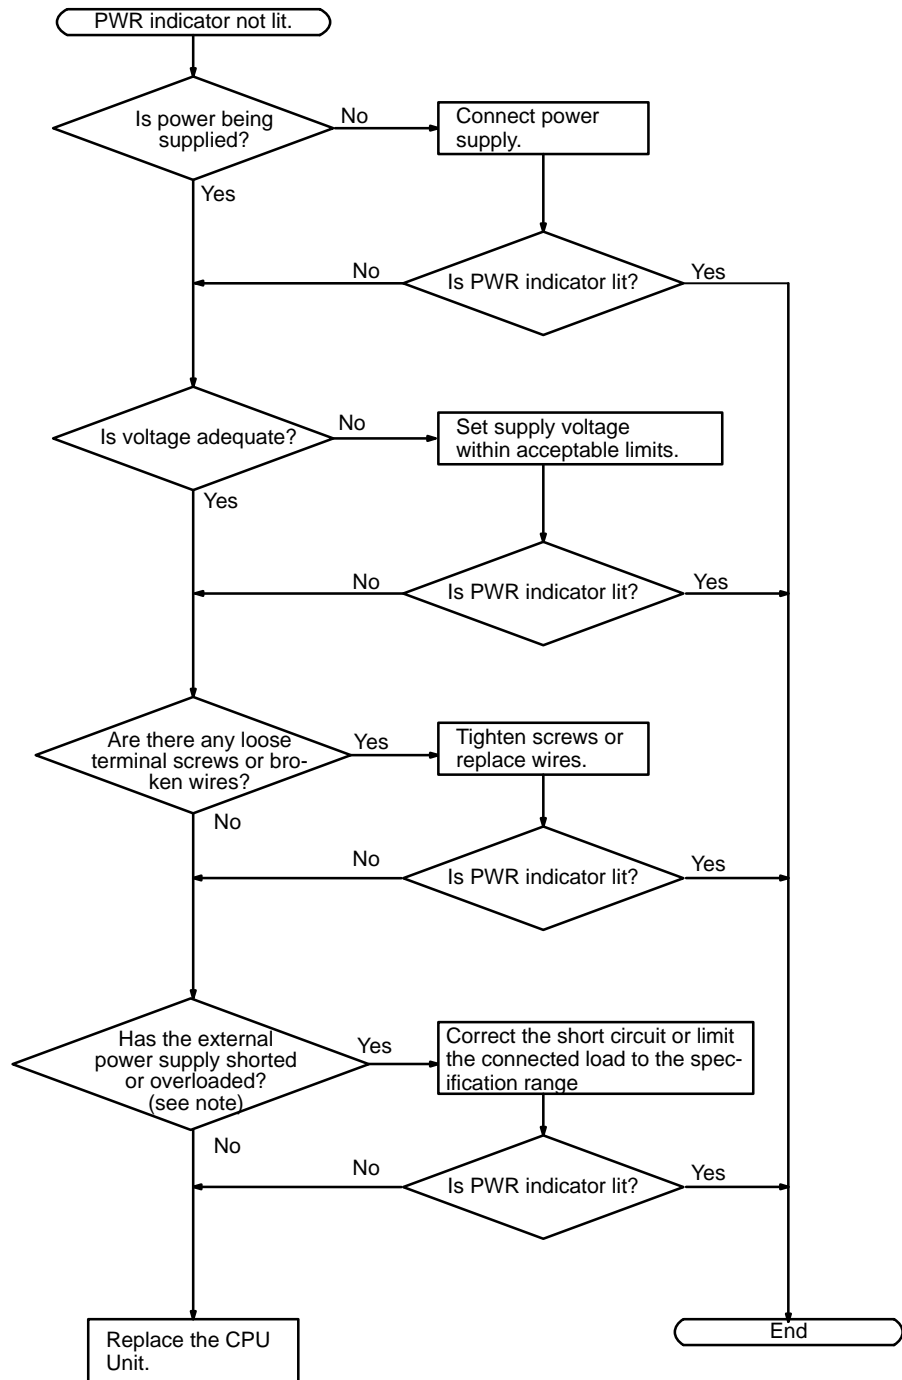 PWR indicator not lit.
Is power being
supplied?
No
Connect power
supply.
Yes
No
Is PWR indicator lit?
Yes
Is voltage adequate?
No
Set supply voltage
within acceptable limits.
Yes
No
Is PWR indicator lit?
Yes
Are there any loose
terminal screws or bro-
ken wires?
Yes
Tighten screws or
replace wires.
No
No
Is PWR indicator lit?
Yes
Has the external
power supply shorted
or overloaded?
(see note)
Yes
Correct the short circuit or limit
the connected load to the spec-
ification range
No
No
Is PWR indicator lit?
Yes
Replace the CPU
Unit.
End